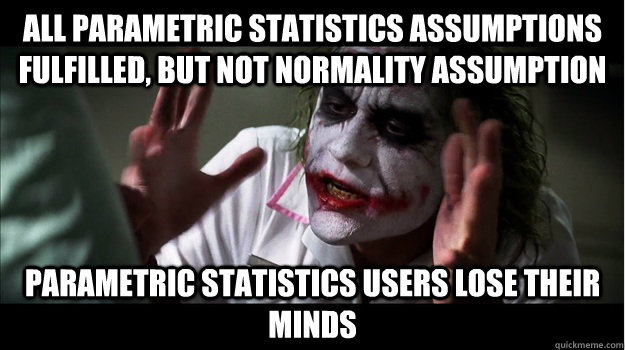 ALL PARAMETRIC STATISTICS ASSUMPTIONS
FULFILLED, BUT NOT NORMALITY ASSUMPTION
PARAMETRIC STATISTICS USERS LOSE THEIR
MINDS
quickmeme.com